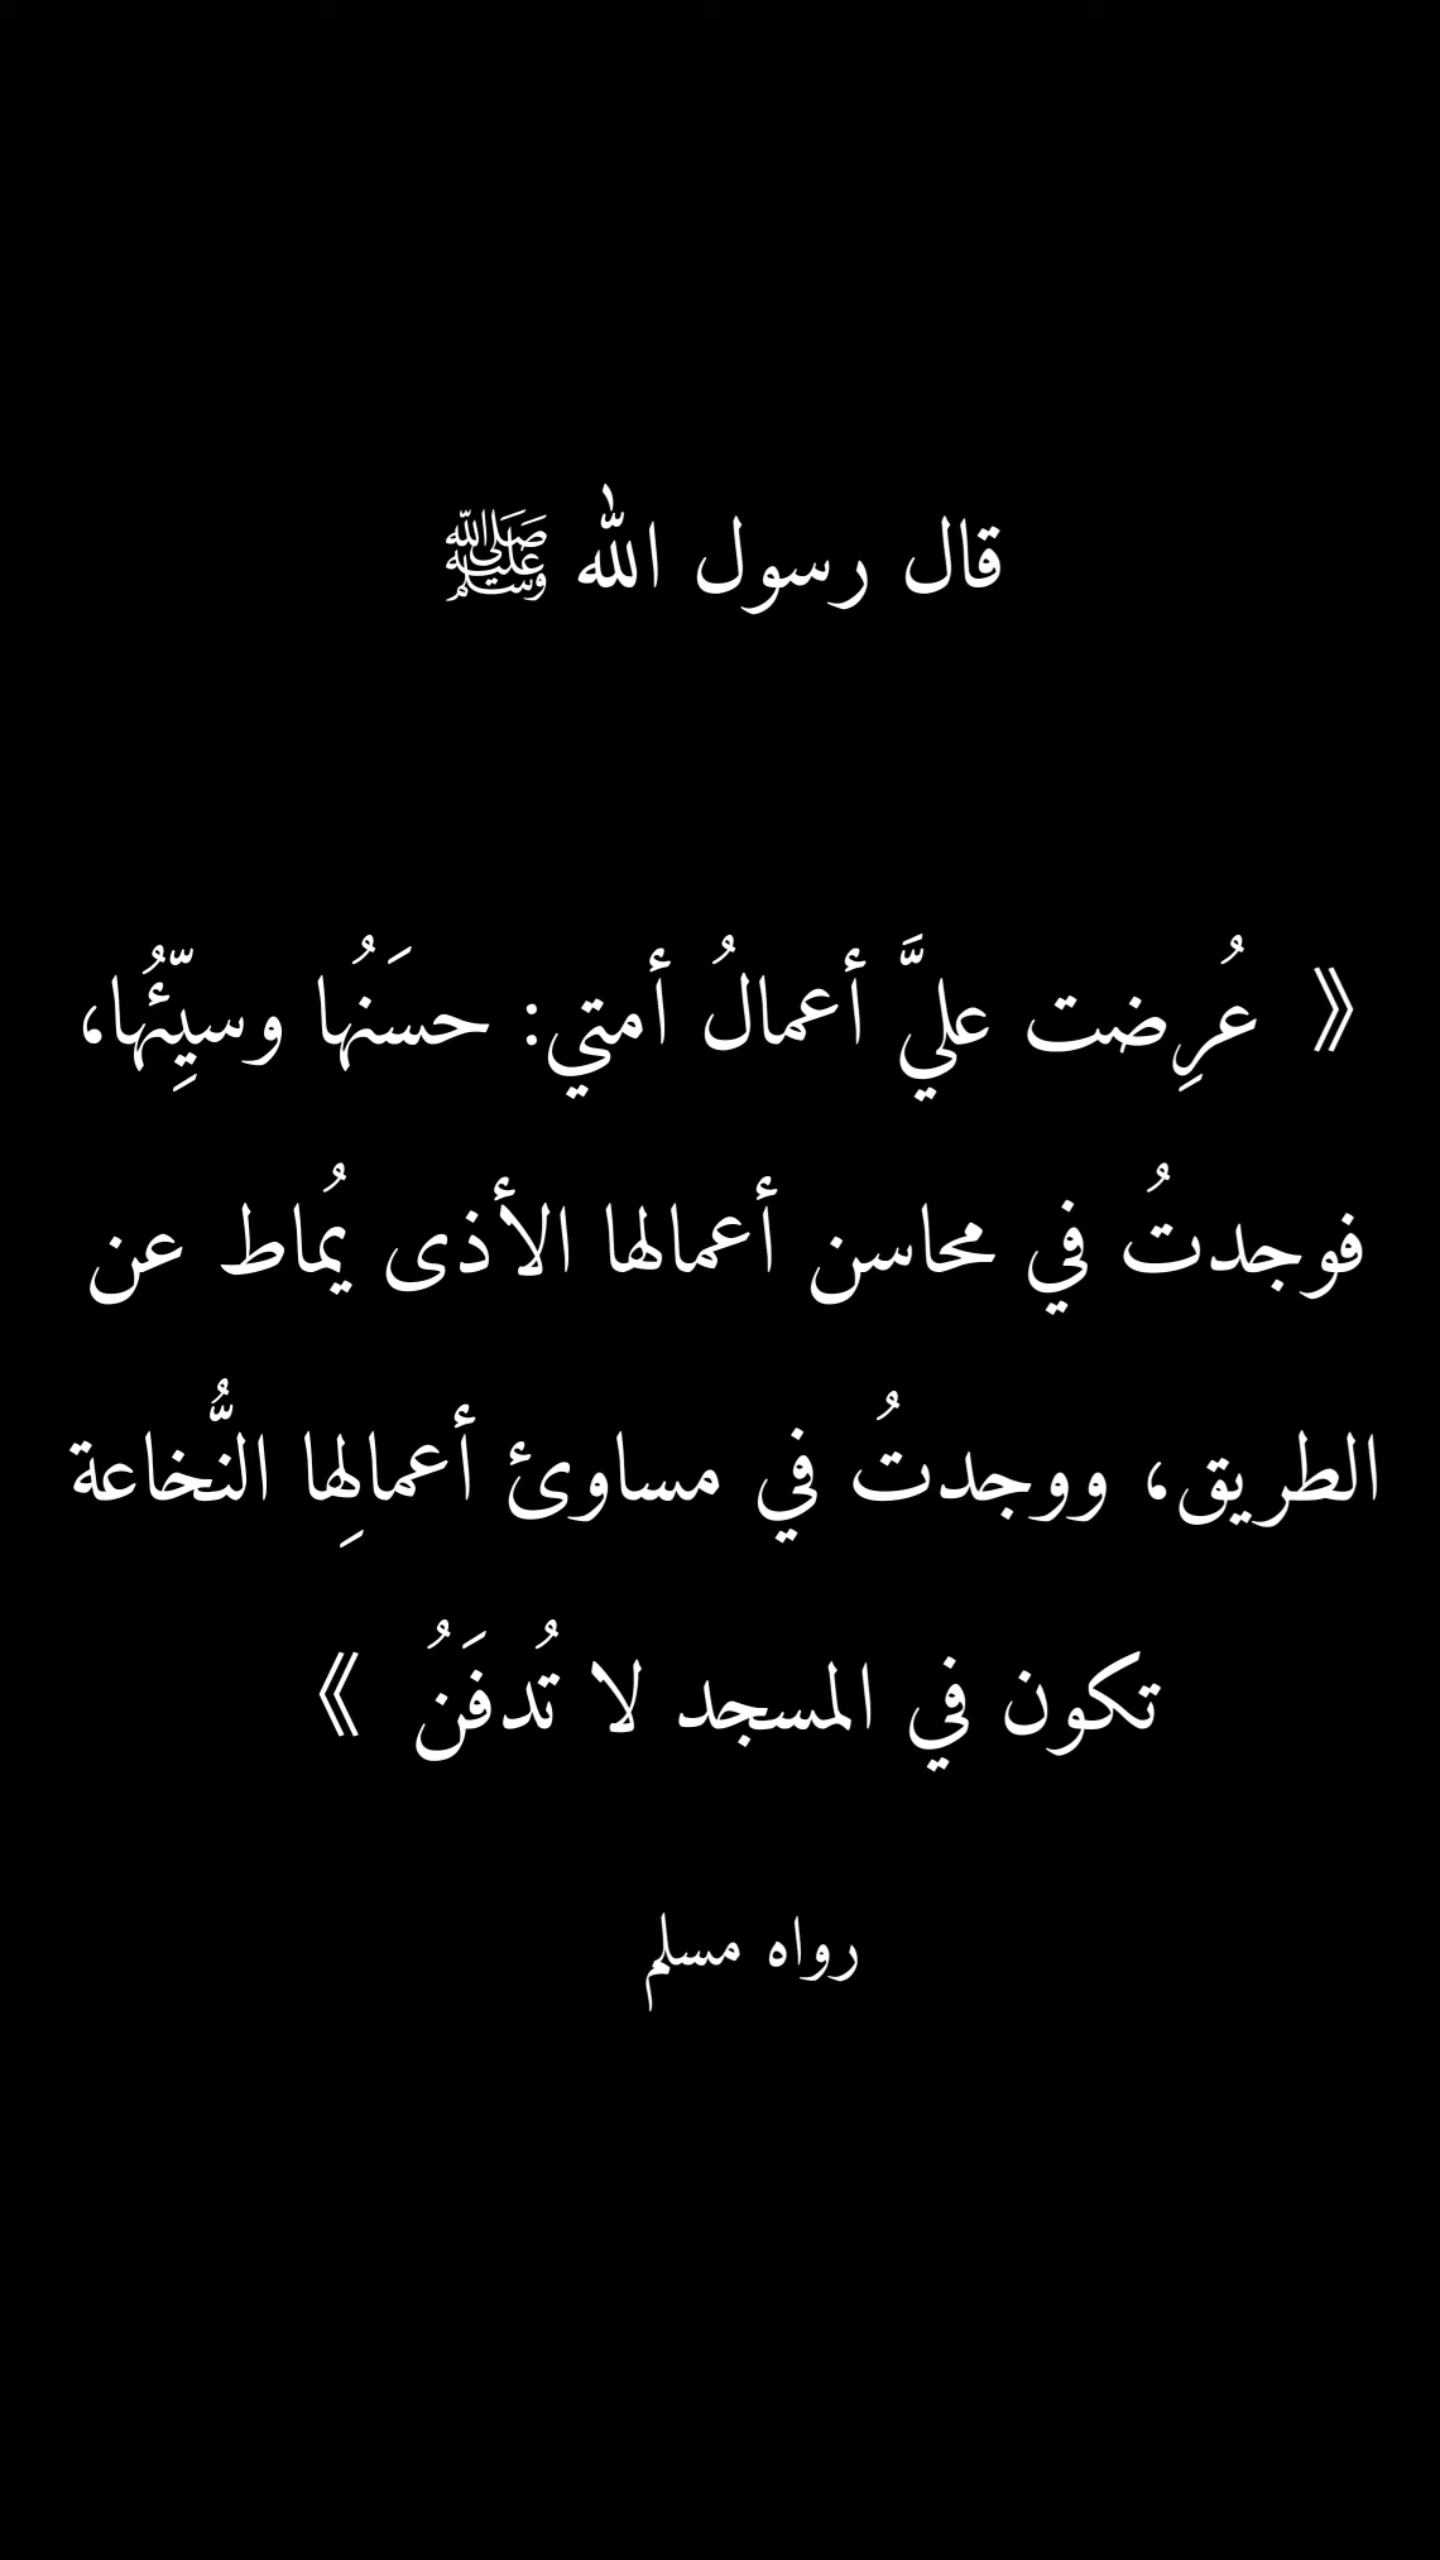 قال رسول الله ﷺ
《 عُرِضت عليَّ أعمالُ أمتي: حسَنُها وسيِّئُها،
فوجدتُ في محاسن أعمالها الأذى يُماط عن
الطريق، ووجدتُ في مساوئ أعمالِها النُّخاعة
تكون في المسجد لا تُدفَنُ 》
رواه مسلم